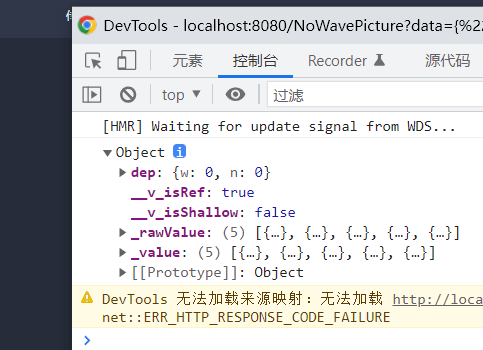 DevTools - localhost:8080/NoWavePicture?data={%2
元素 控制台 Recorder 源代码
top 过滤
[HMR] Waiting for update signal from WDS...
Object i
dep: {w: 0, n: 0}
__v_isRef: true
__v_isShallow: false
_rawValue: (5) [{…}, {…}, {…}, {…}, {…}]
_value: (5) [{…}, {…}, {…}, {…}, {…}]
[[Prototype]]: Object
DevTools 无法加载来源映射：无法加载 http://loca
net::ERR_HTTP_RESPONSE_CODE_FAILURE